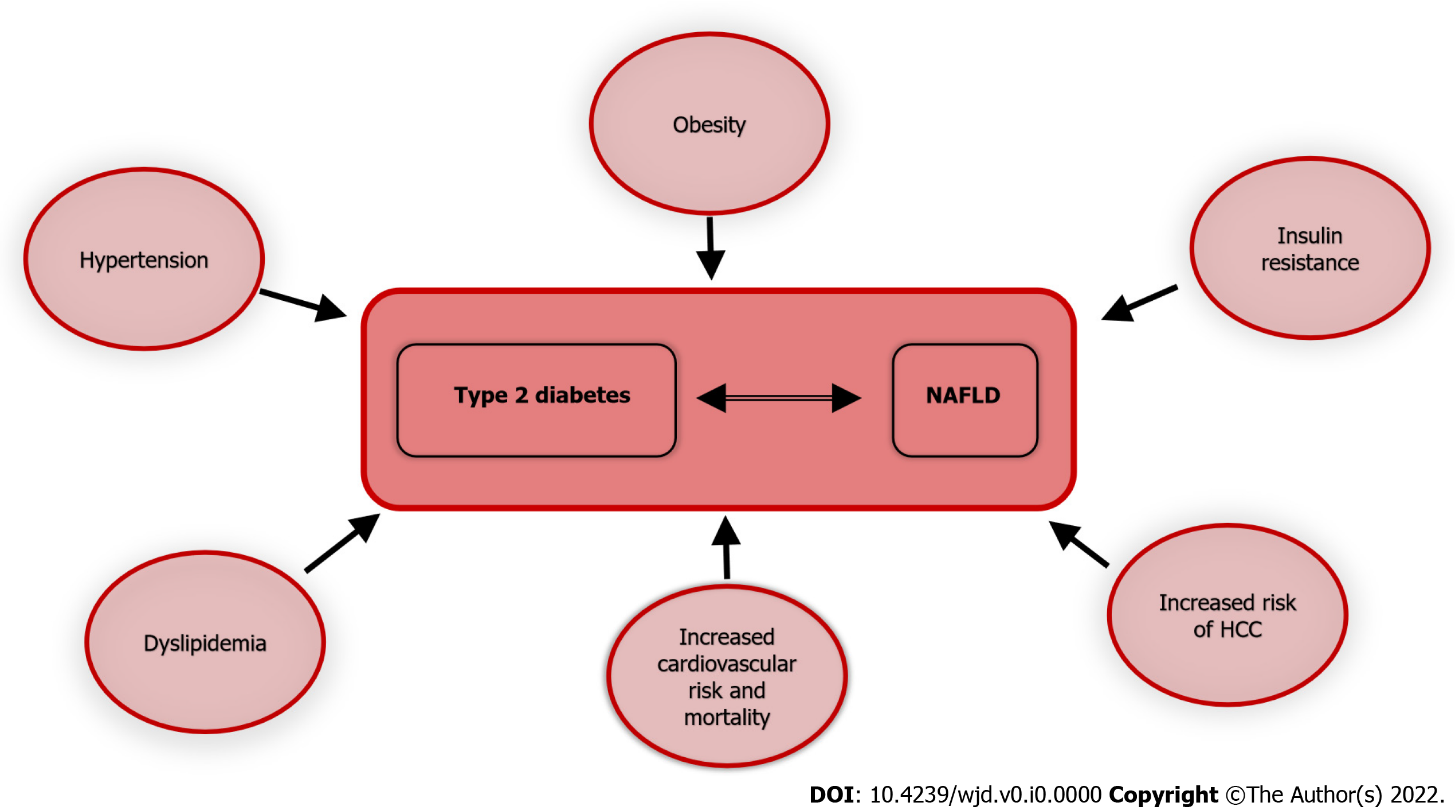 Obesity
Hypertension
Insulin
resistance
Type 2 diabetes
NAFLD
Dyslipidemia
Increased
cardiovascular
risk and
mortality
Increased risk
of HCC
DOI: 10.4239/wjd.v0.i0.0000 Copyright ©The Author(s) 2022.